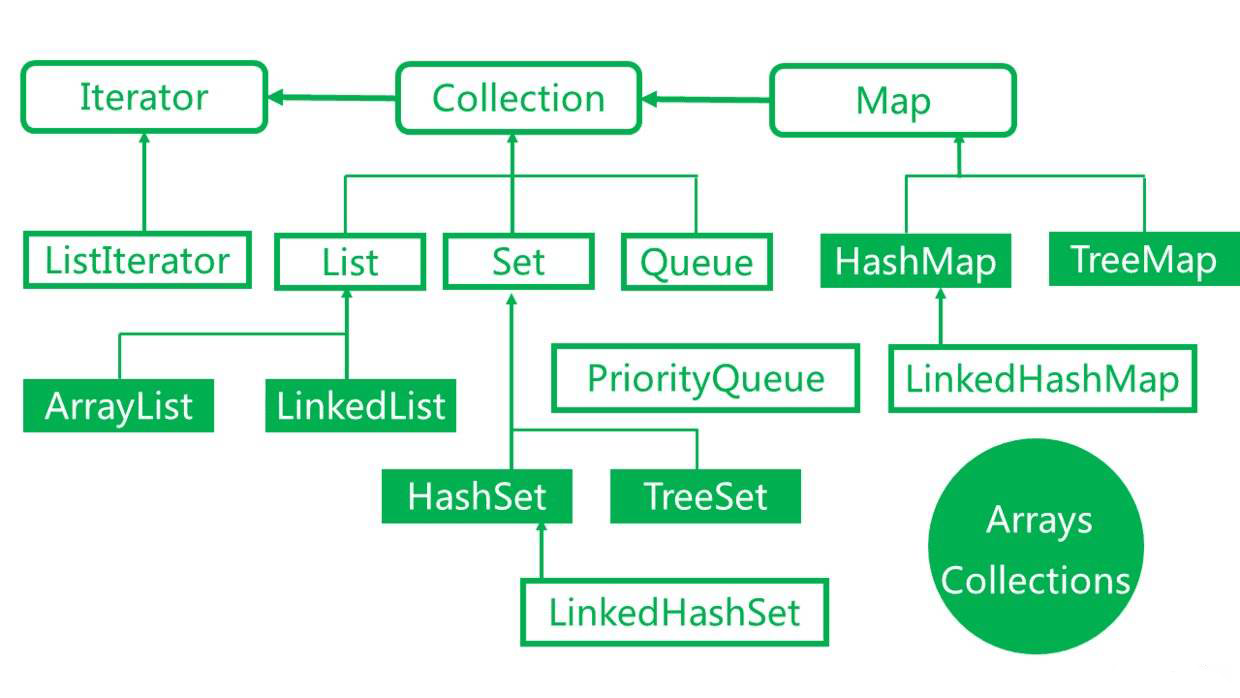 Iterator
Collection
Map
ListIterator
List
Set
Queue
HashMap
TreeMap
PriorityQueue
LinkedHashMap
ArrayList
LinkedList
HashSet
TreeSet
Arrays
Collections
LinkedHashSet